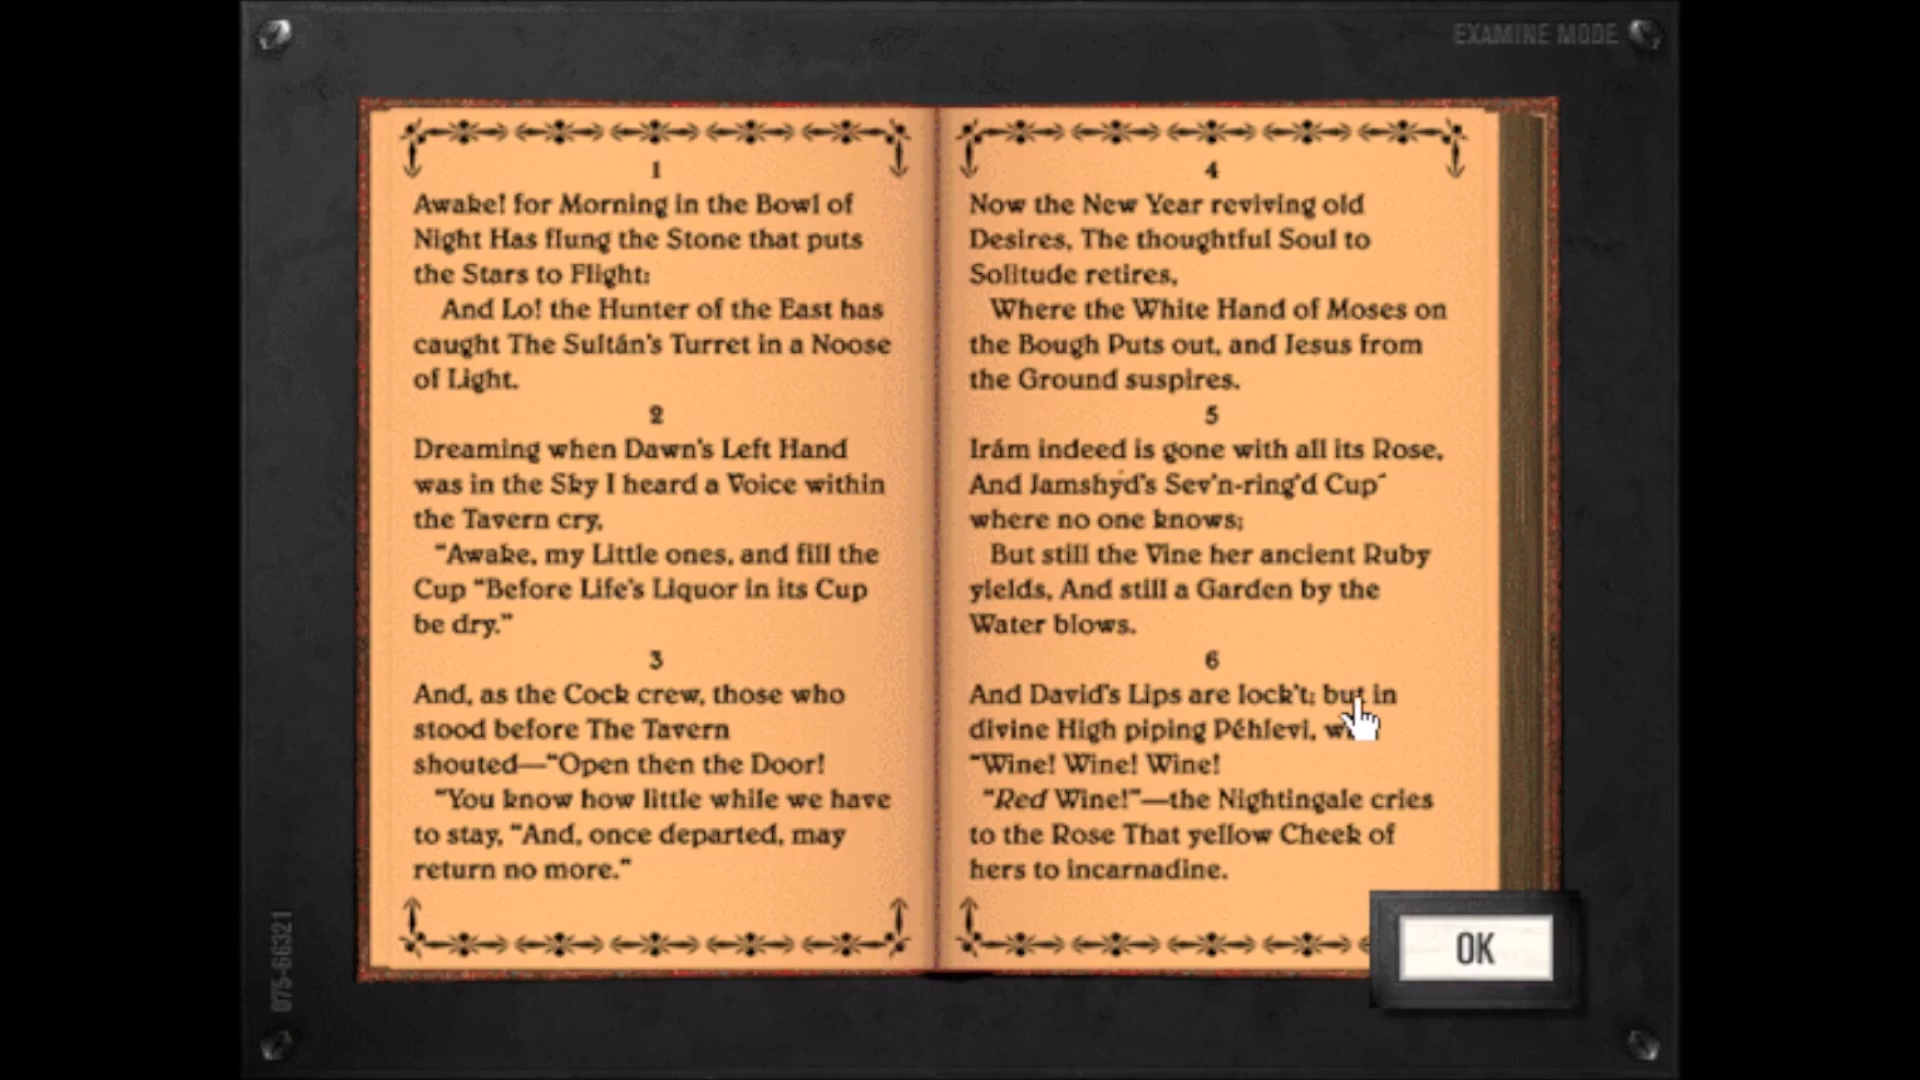 EXAMINE MODE
1
Awake! for Morning in the Bowl of
Night Has flung the Stone that puts
the Stars to Flight:
And Lo! the Hunter of the East has
caught The Sultán's Turret in a Noose
of Light.
2
Dreaming when Dawn's Left Hand
was in the Sky I heard a Voice within
the Tavern cry,
"Awake, my Little ones, and fill the
Cup "Before Life's Liquor in its Cup
be dry."
3
And, as the Cock crew, those who
stood before The Tavern
shouted—"Open then the Door!
"You know how little while we have
to stay, "And, once departed, may
return no more."
4
Now the New Year reviving old
Desires, The thoughtful Soul to
Solitude retires,
Where the White Hand of Moses on
the Bough Puts out, and Jesus from
the Ground suspires.
5
Irám indeed is gone with all its Rose,
And Jamshyd's Sev'n-ring'd Cup
where no one knows;
But still the Vine her ancient Ruby
yields, And still a Garden by the
Water blows.
6
And David's Lips are lock't; but in
divine High piping Péhlevi,
"Wine! Wine! Wine!
"Red Wine!"—the Nightingale cries
to the Rose That yellow Cheek of
hers to incarnadine.
OK
075-66321